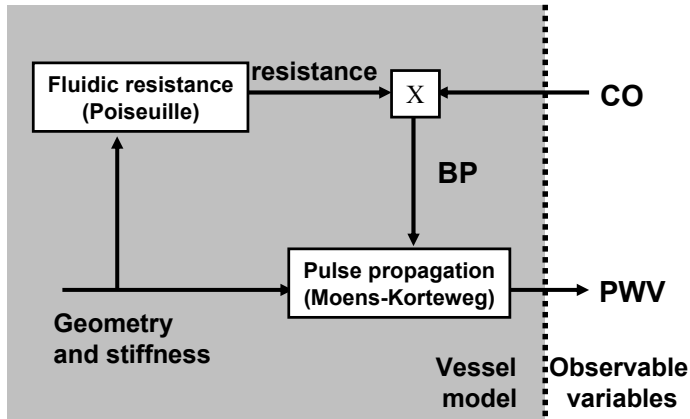 resistance
Fluidic resistance
(Poiseuille)
X
CO
BP
Pulse propagation
(Moens-Korteweg)
PWV
Geometry
and stiffness
Vessel
model
Observable
variables